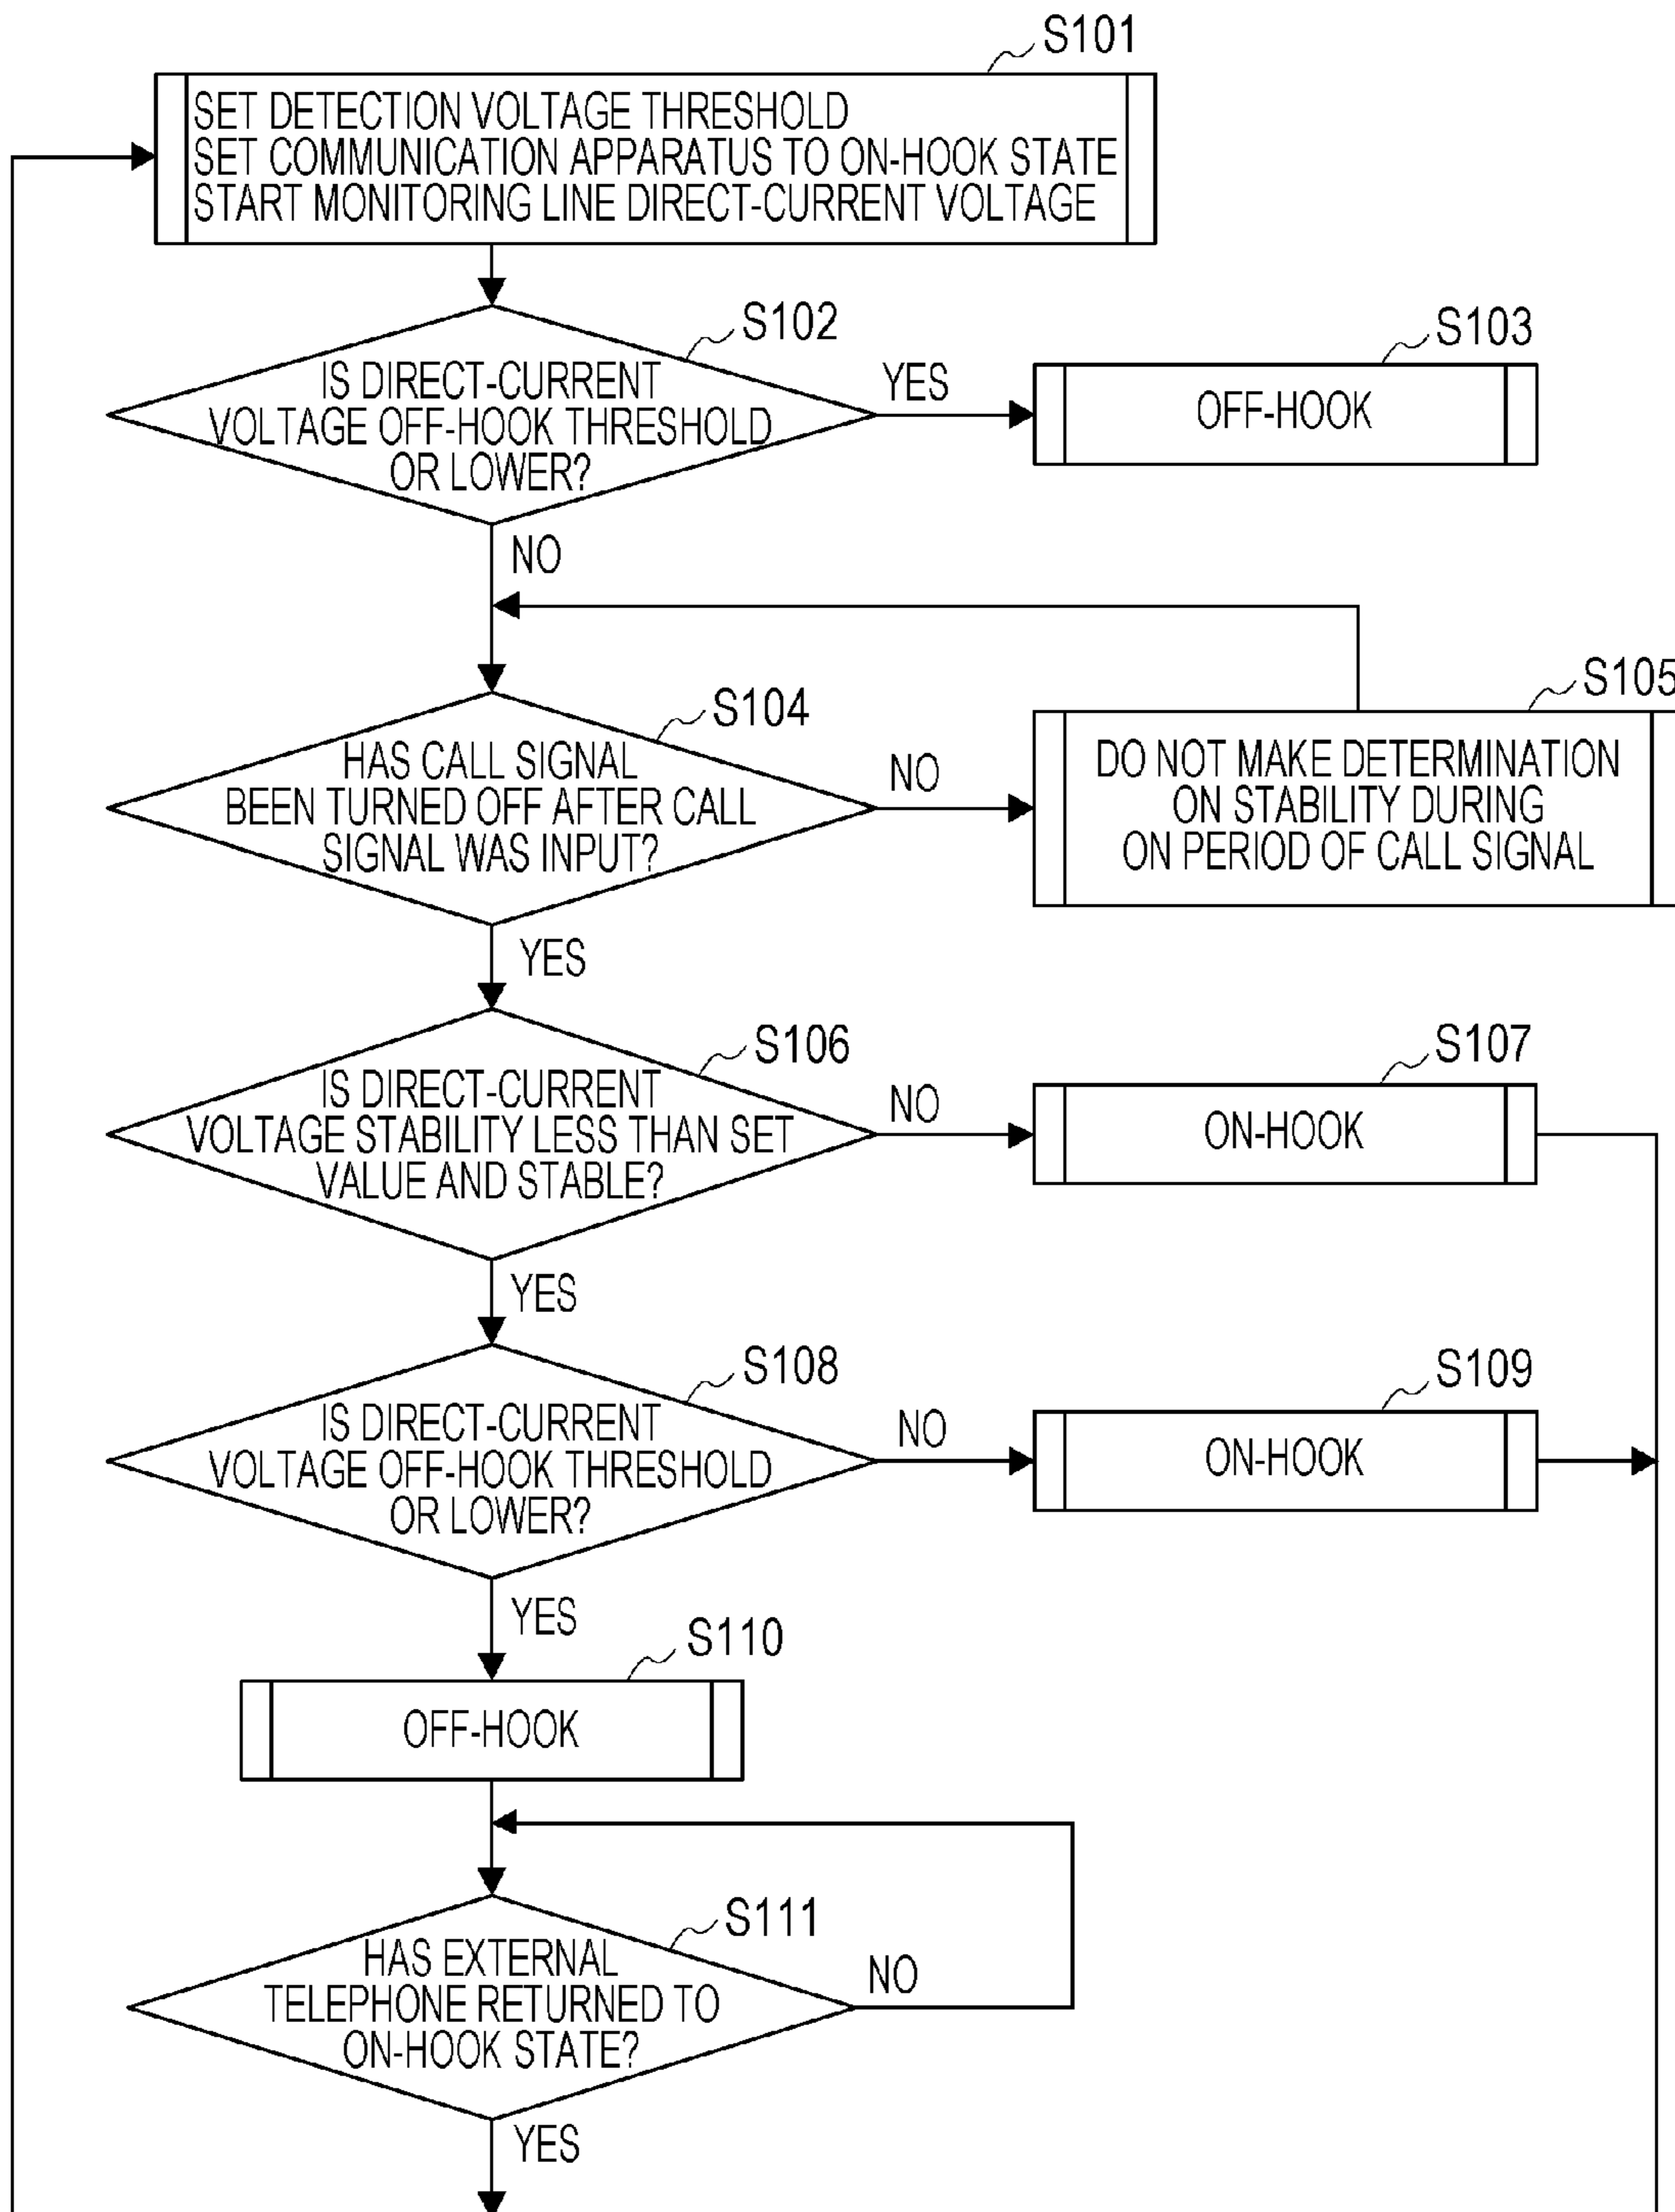 S101
SET DETECTION VOLTAGE THRESHOLD
SET COMMUNICATION APPARATUS TO ON-HOOK STATE
START MONITORING LINE DIRECT-CURRENT VOLTAGE
S102
IS DIRECT-CURRENT
VOLTAGE OFF-HOOK THRESHOLD
OR LOWER?
YES
S103
OFF-HOOK
NO
S104
HAS CALL SIGNAL
BEEN TURNED OFF AFTER CALL
SIGNAL WAS INPUT?
NO
S105
DO NOT MAKE DETERMINATION
ON STABILITY DURING
ON PERIOD OF CALL SIGNAL
YES
S106
IS DIRECT-CURRENT
VOLTAGE STABILITY LESS THAN SET
VALUE AND STABLE?
NO
S107
ON-HOOK
YES
S108
IS DIRECT-CURRENT
VOLTAGE OFF-HOOK THRESHOLD
OR LOWER?
NO
S109
ON-HOOK
YES
S110
OFF-HOOK
S111
HAS EXTERNAL
TELEPHONE RETURNED TO
ON-HOOK STATE?
NO
YES